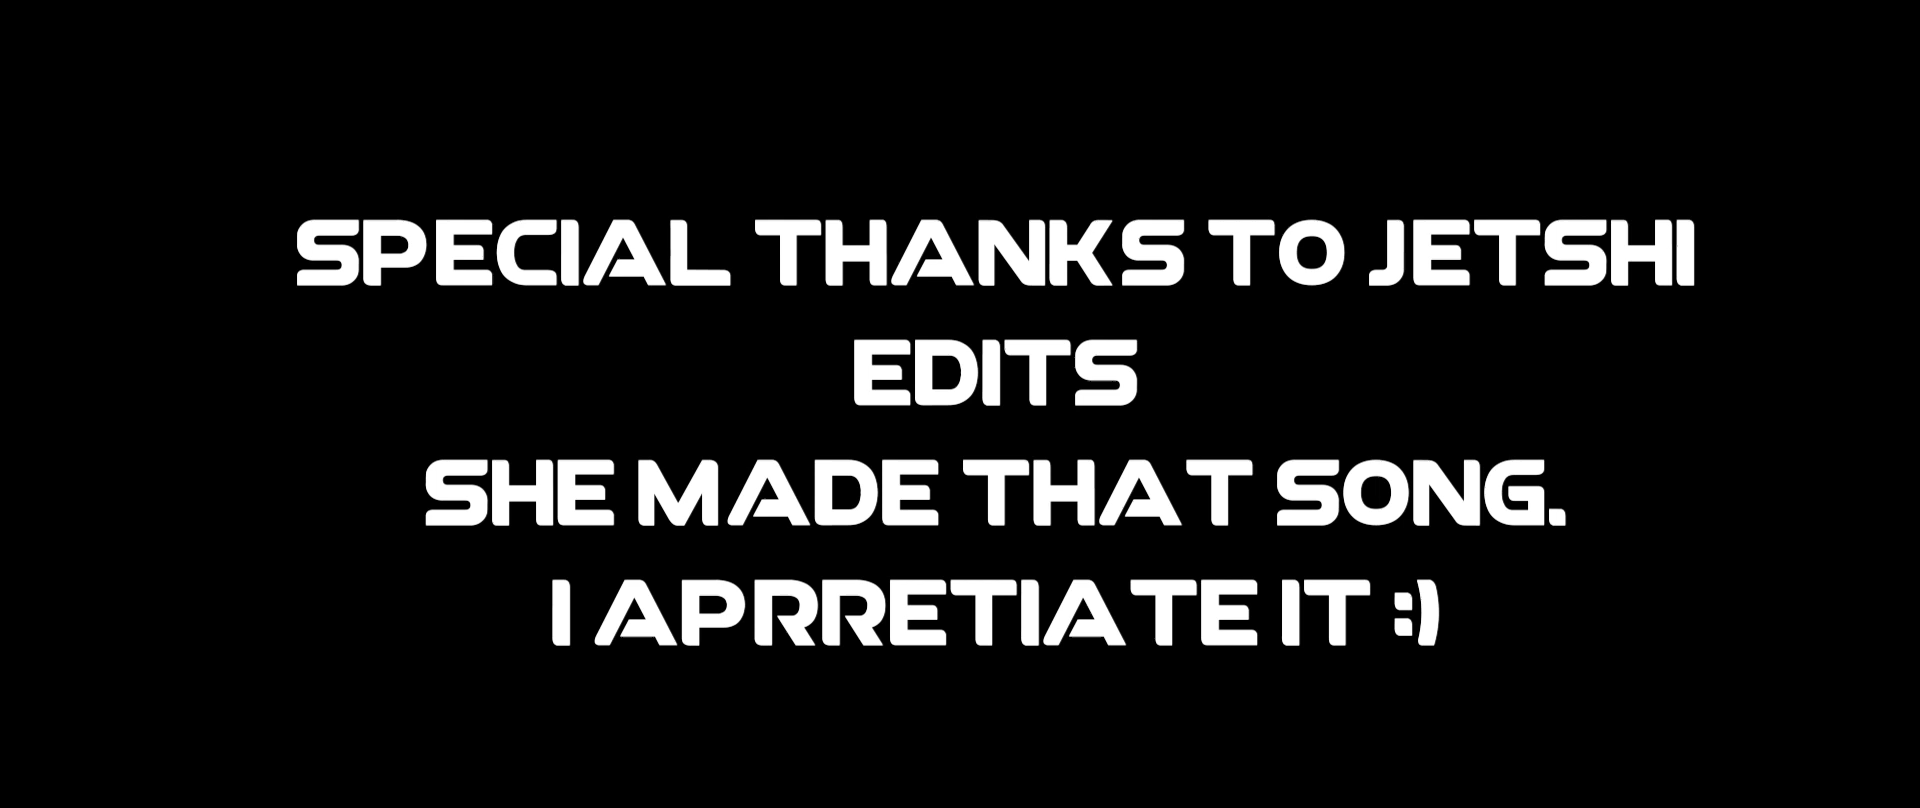 SPECIAL THANKS TO JETSHI
EDITS
SHE MADE THAT SONG.
I APRRETIATE IT :)